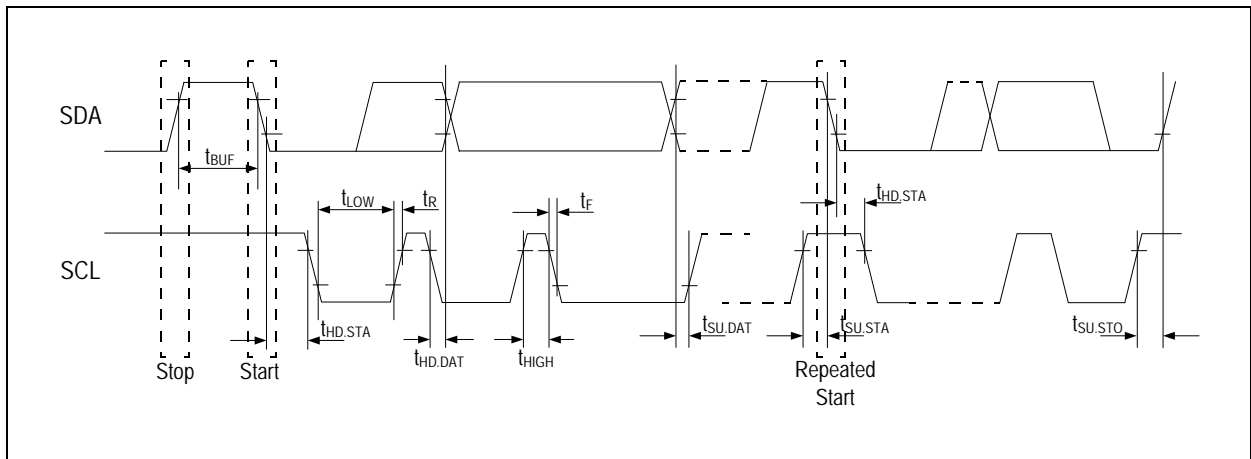 SDA
tBUF
tLOW
tR
tF
tHD.STA
SCL
tHD.STA
tHD.DAT
tHIGH
tSU.DAT
tSU.STA
tSU.STO
Stop
Start
Repeated
Start